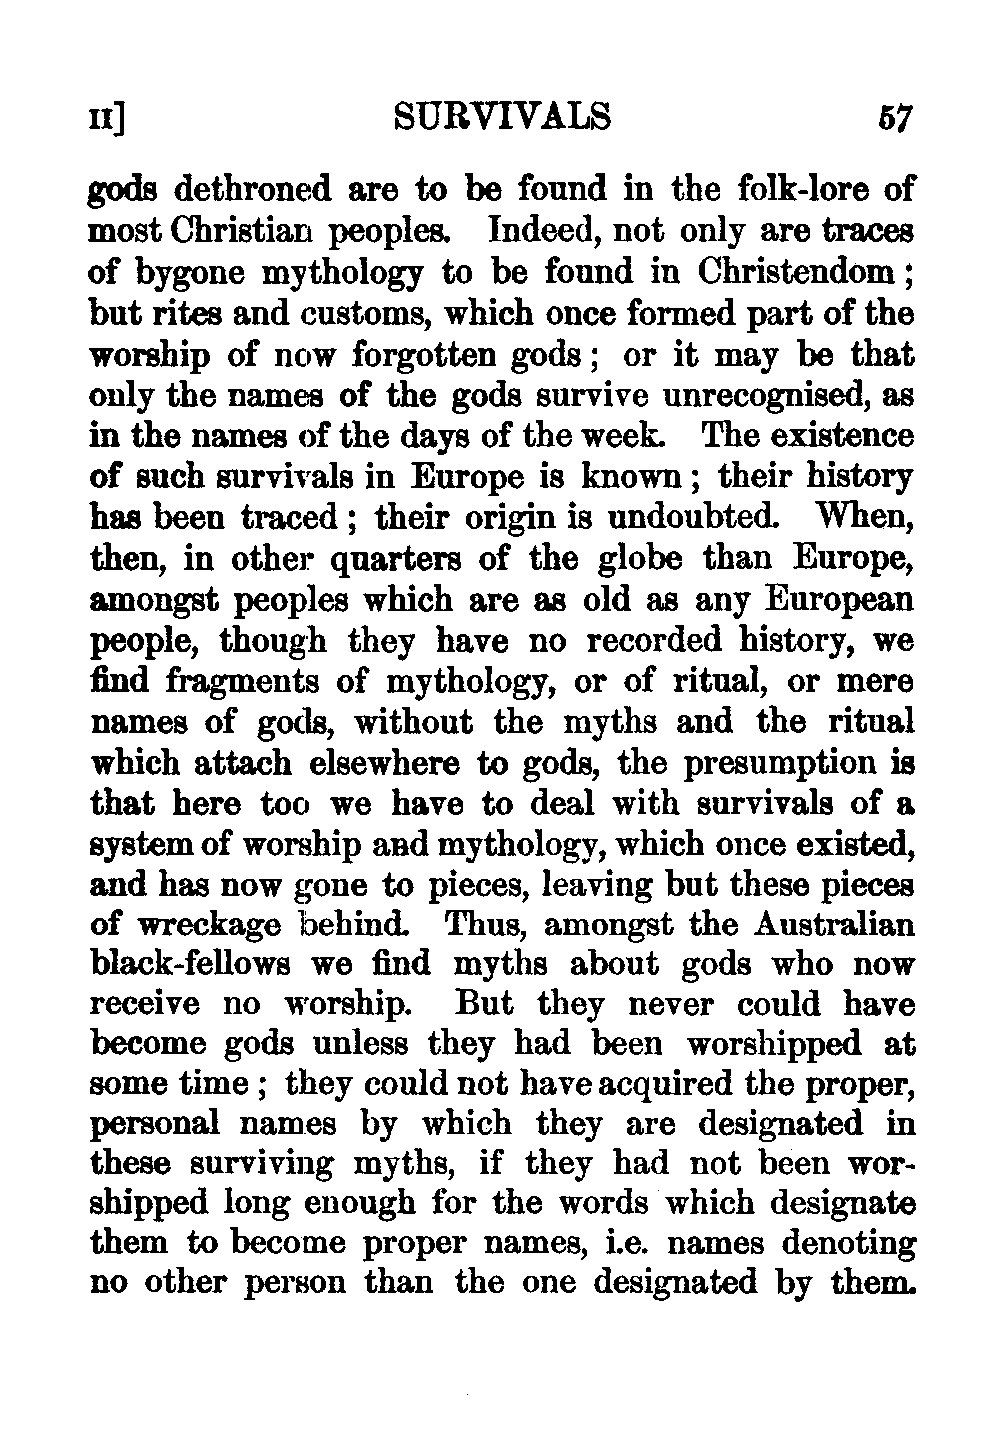 II] SURVIVALS 57
gods dethroned are to be found in the folk-lore of
most Christian peoples. Indeed, not only are traces
of bygone mythology to be found in Christendom ;
but rites and customs, which once formed part of the
worship of now forgotten gods ; or it may be that
only the names of the gods survive unrecognised, as
in the names of the days of the week. The existence
of such survivals in Europe is known ; their history
has been traced ; their origin is undoubted. When,
then, in other quarters of the globe than Europe,
amongst peoples which are as old as any European
people, though they have no recorded history, we
find fragments of mythology, or of ritual, or mere
names of gods, without the myths and the ritual
which attach elsewhere to gods, the presumption is
that here too we have to deal with survivals of a
system of worship and mythology, which once existed,
and has now gone to pieces, leaving but these pieces
of wreckage behind. Thus, amongst the Australian
black-fellows we find myths about gods who now
receive no worship. But they never could have
become gods unless they had been worshipped at
some time ; they could not have acquired the proper,
personal names by which they are designated in
these surviving myths, if they had not been wor-
shipped long enough for the words which designate
them to become proper names, i.e. names denoting
no other person than the one designated by them.